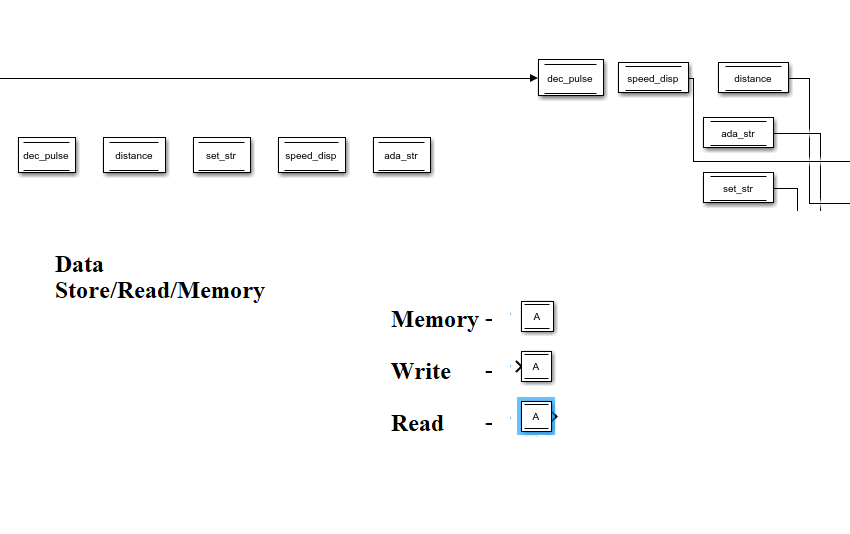 dec_pulse speed_disp distance
ada_str
dec_pulse distance set_str speed_disp ada_str
set_str
Data
Store/Read/Memory
Memory - A
Write - A
Read - A